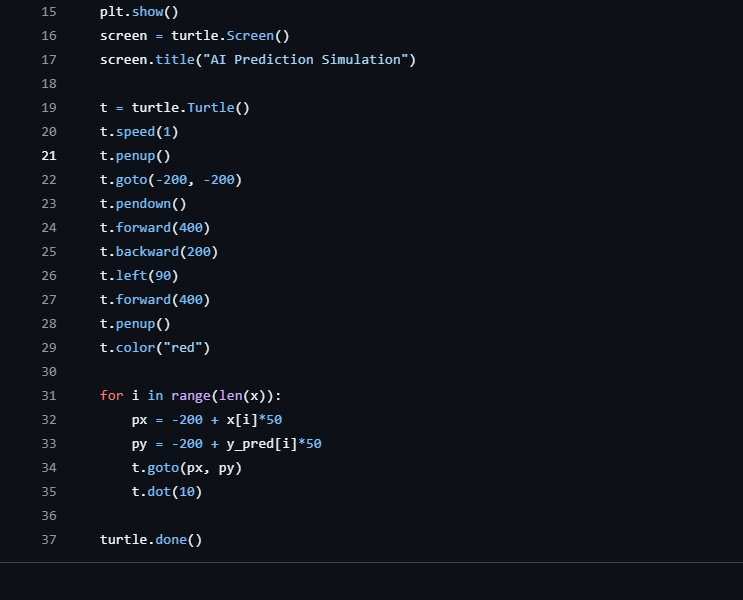 15 plt.show()
16 screen = turtle.Screen()
17 screen.title("AI Prediction Simulation")
18
19 t = turtle.Turtle()
20 t.speed(1)
21 t.penup()
22 t.goto(-200, -200)
23 t.pendown()
24 t.forward(400)
25 t.backward(200)
26 t.left(90)
27 t.forward(400)
28 t.penup()
29 t.color("red")
30
31 for i in range(len(x)):
32     px = -200 + x[i]*50
33     py = -200 + y_pred[i]*50
34     t.goto(px, py)
35     t.dot(10)
36
37 turtle.done()